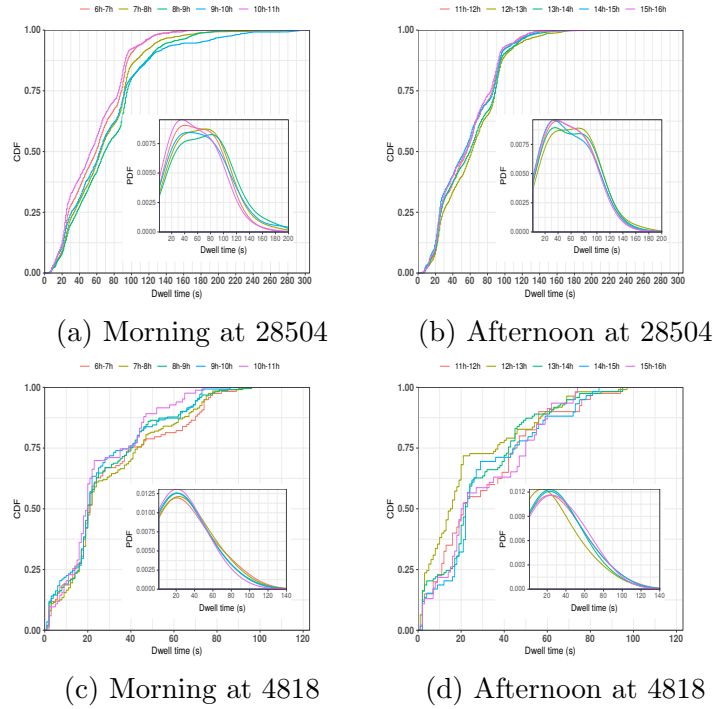 6h-7h 7h-8h 8h-9h 9h-10h 10h-11h
1.00
0.75
0.50
0.25
0.00
CDF
0 20 40 60 80 100 120 140 160 180 200 220 240 260 280 300
Dwell time (s)
0.0075
0.0050
0.0025
0.0000
PDF
20 40 60 80 100 120 140 160 180 200
Dwell time (s)
(a) Morning at 28504
11h-12h 12h-13h 13h-14h 14h-15h 15h-16h
1.00
0.75
0.50
0.25
0.00
CDF
0 20 40 60 80 100 120 140 160 180 200 220 240 260 280 300
Dwell time (s)
0.0075
0.0050
0.0025
0.0000
PDF
20 40 60 80 100 120 140 160 180 200
Dwell time (s)
(b) Afternoon at 28504
6h-7h 7h-8h 8h-9h 9h-10h 10h-11h
1.00
0.75
0.50
0.25
0.00
CDF
0 20 40 60 80 100 120
Dwell time (s)
0.0125
0.0100
0.0075
0.0050
0.0025
0.0000
PDF
20 40 60 80 100 120 140
Dwell time (s)
(c) Morning at 4818
11h-12h 12h-13h 13h-14h 14h-15h 15h-16h
1.00
0.75
0.50
0.25
0.00
CDF
0 20 40 60 80 100 120
Dwell time (s)
0.012
0.009
0.006
0.003
0.000
PDF
20 40 60 80 100 120 140
Dwell time (s)
(d) Afternoon at 4818